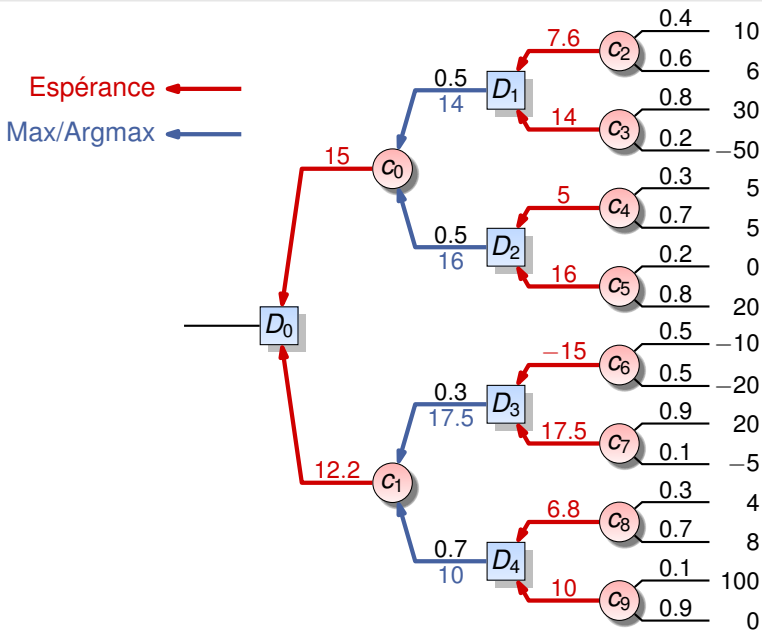 0.4 10
7.6 c2
0.6 6
Espérance 0.5 D1
14
0.8 30
14 c3
Max/Argmax
0.2 −50
15 c0
0.3 5
5 c4
0.7 5
0.5 D2
16
0.2 0
16 c5
0.8 20
D0
0.5 −10
−15 c6
0.5 −20
0.3 D3
17.5
0.9 20
17.5 c7
0.1 −5
12.2 c1
0.3 4
6.8 c8
0.7 8
0.7 D4
10
0.1 100
10 c9
0.9 0